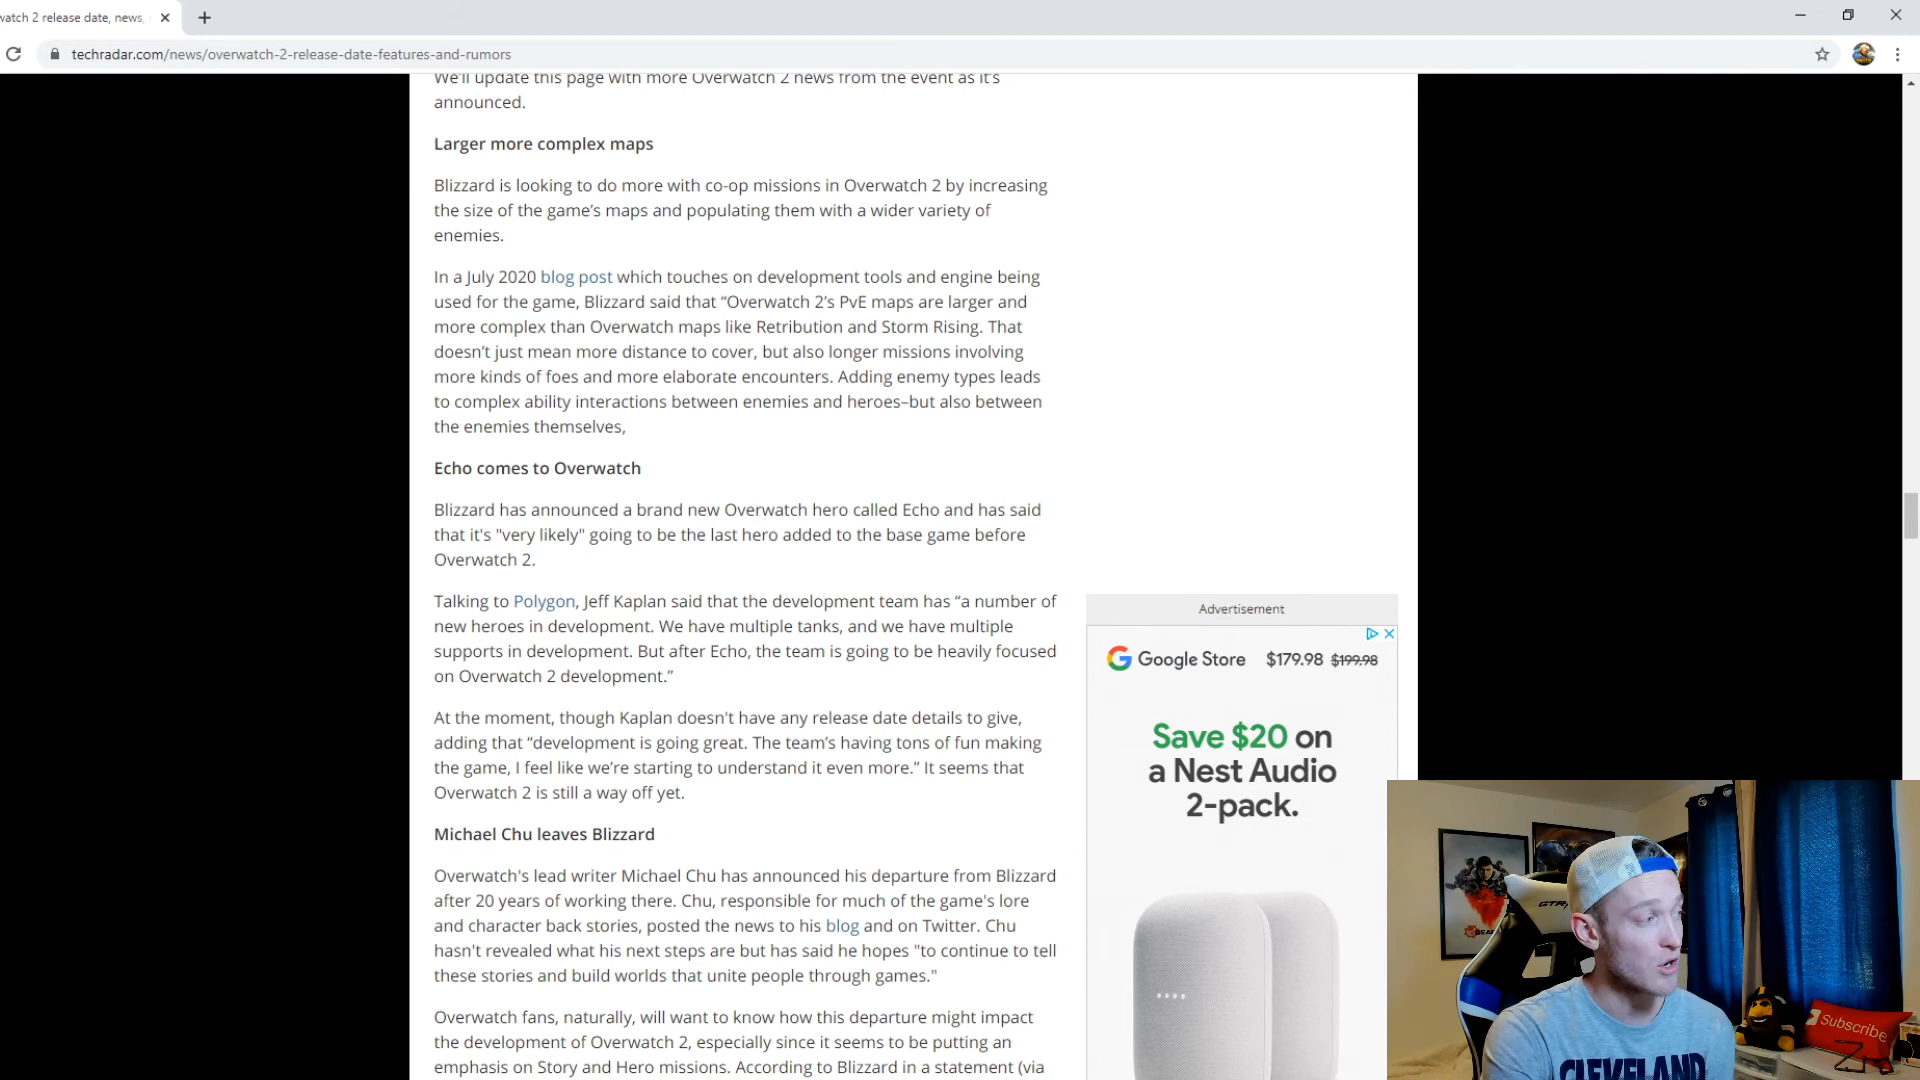 watch 2 release date, news,
techradar.com/news/overwatch-2-release-date-features-and-rumors
We'll update this page with more Overwatch 2 news from the event as it's
announced.
Larger more complex maps
Blizzard is looking to do more with co-op missions in Overwatch 2 by increasing
the size of the game's maps and populating them with a wider variety of
enemies.
In a July 2020 blog post which touches on development tools and engine being
used for the game, Blizzard said that “Overwatch 2's PvE maps are larger and
more complex than Overwatch maps like Retribution and Storm Rising. That
doesn't just mean more distance to cover, but also longer missions involving
more kinds of foes and more elaborate encounters. Adding enemy types leads
to complex ability interactions between enemies and heroes–but also between
the enemies themselves,
Echo comes to Overwatch
Blizzard has announced a brand new Overwatch hero called Echo and has said
that it's "very likely" going to be the last hero added to the base game before
Overwatch 2.
Talking to Polygon, Jeff Kaplan said that the development team has “a number of
new heroes in development. We have multiple tanks, and we have multiple
supports in development. But after Echo, the team is going to be heavily focused
on Overwatch 2 development.”
At the moment, though Kaplan doesn't have any release date details to give,
adding that “development is going great. The team's having tons of fun making
the game, I feel like we're starting to understand it even more.” It seems that
Overwatch 2 is still a way off yet.
Michael Chu leaves Blizzard
Overwatch's lead writer Michael Chu has announced his departure from Blizzard
after 20 years of working there. Chu, responsible for much of the game's lore
and character back stories, posted the news to his blog and on Twitter. Chu
hasn't revealed what his next steps are but has said he hopes "to continue to tell
these stories and build worlds that unite people through games."
Overwatch fans, naturally, will want to know how this departure might impact
the development of Overwatch 2, especially since it seems to be putting an
emphasis on Story and Hero missions. According to Blizzard in a statement (via
Advertisement
Google Store $179.98 $199.98
Save $20 on
a Nest Audio
2-pack.
GTR
GEAR
Subscribe
CLEVELAND